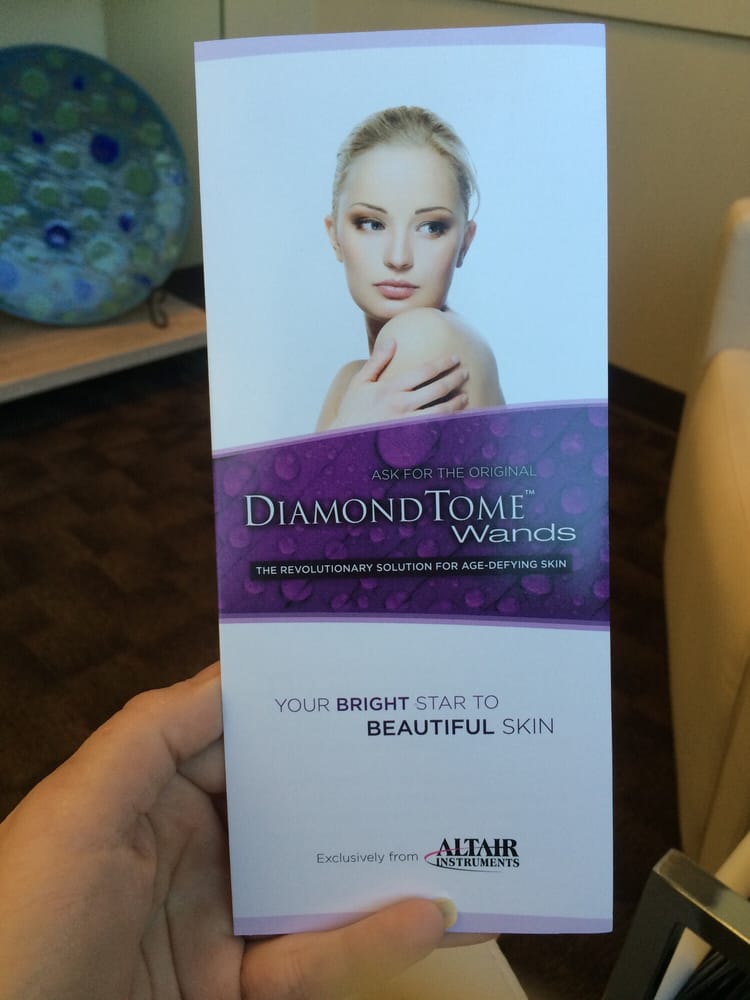 ASK FOR THE ORIGINAL
DIAMONDTOME™
Wands
THE REVOLUTIONARY SOLUTION FOR AGE-DEFYING SKIN
YOUR BRIGHT STAR TO
BEAUTIFUL SKIN
Exclusively from ALTAIR
INSTRUMENTS